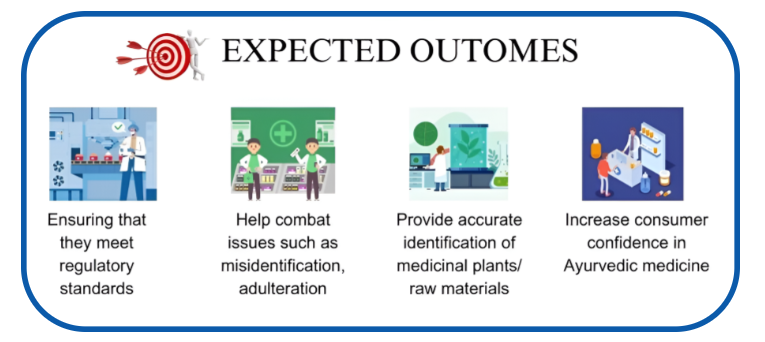 EXPECTED OUTOMES
Ensuring that
they meet
regulatory
standards
Help combat
issues such as
misidentification,
adulteration
Provide accurate
identification of
medicinal plants/
raw materials
Increase consumer
confidence in
Ayurvedic medicine